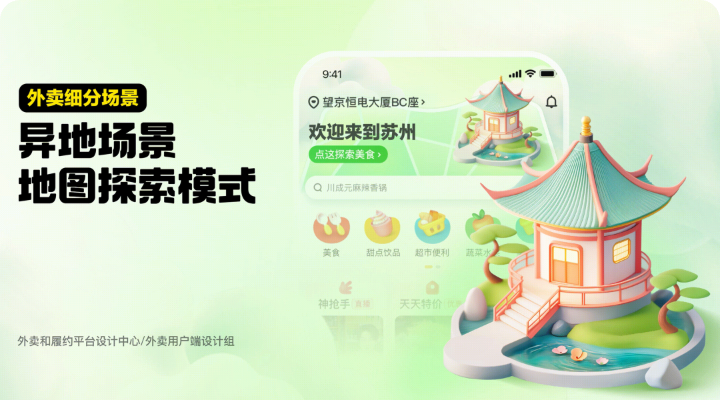 外卖细分场景
异地场景
地图探索模式
外卖和履约平台设计中心/外卖用户端设计组
9:41
望京恒电大厦BC座>
欢迎来到苏州
点这探索美食>
川成元麻辣香锅
美食 甜点饮品 超市便利 蔬菜水
神抢手 天天特价